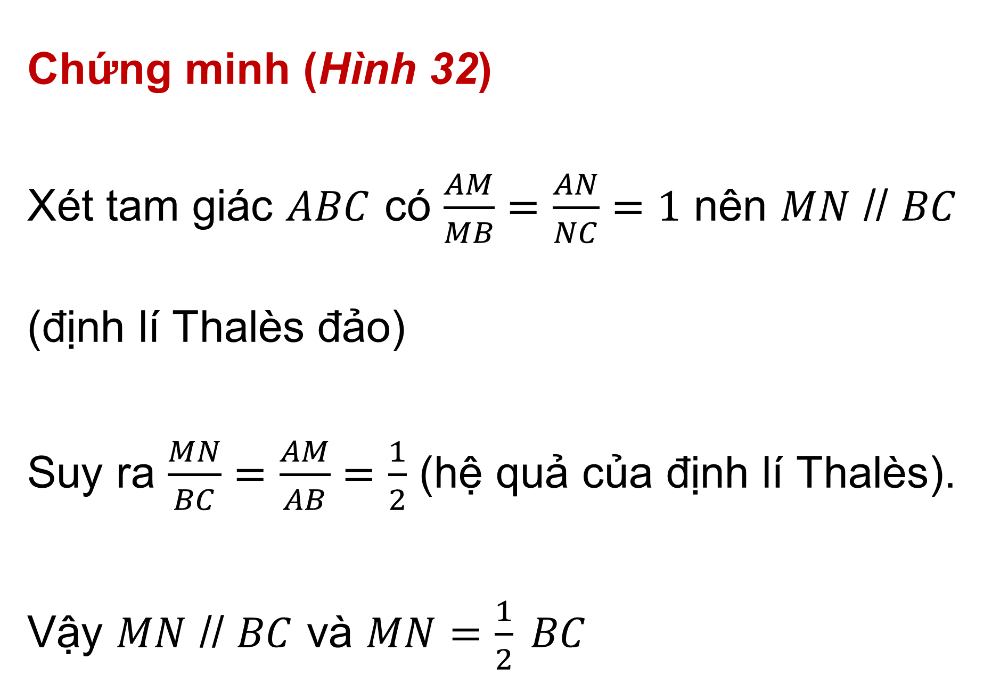 Chứng minh (Hình 32)
Xét tam giác $ABC$ có $\frac{AM}{MB} = \frac{AN}{NC} = 1$ nên $MN$ // $BC$
(định lí Thalès đảo)
Suy ra $\frac{MN}{BC} = \frac{AM}{AB} = \frac{1}{2}$ (hệ quả của định lí Thalès).
Vậy $MN$ // $BC$ và $MN = \frac{1}{2} BC$